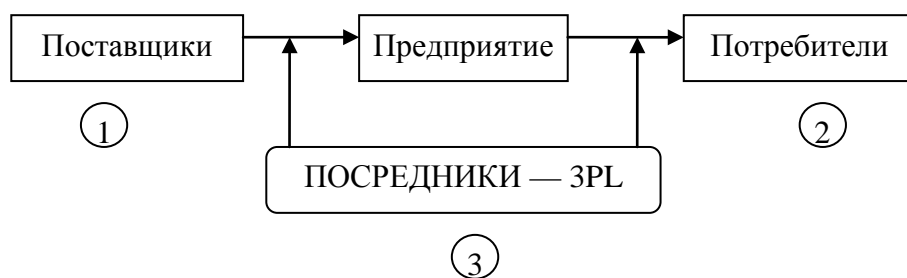 Поставщики
Предприятие
Потребители
1
2
ПОСРЕДНИКИ — 3PL
3